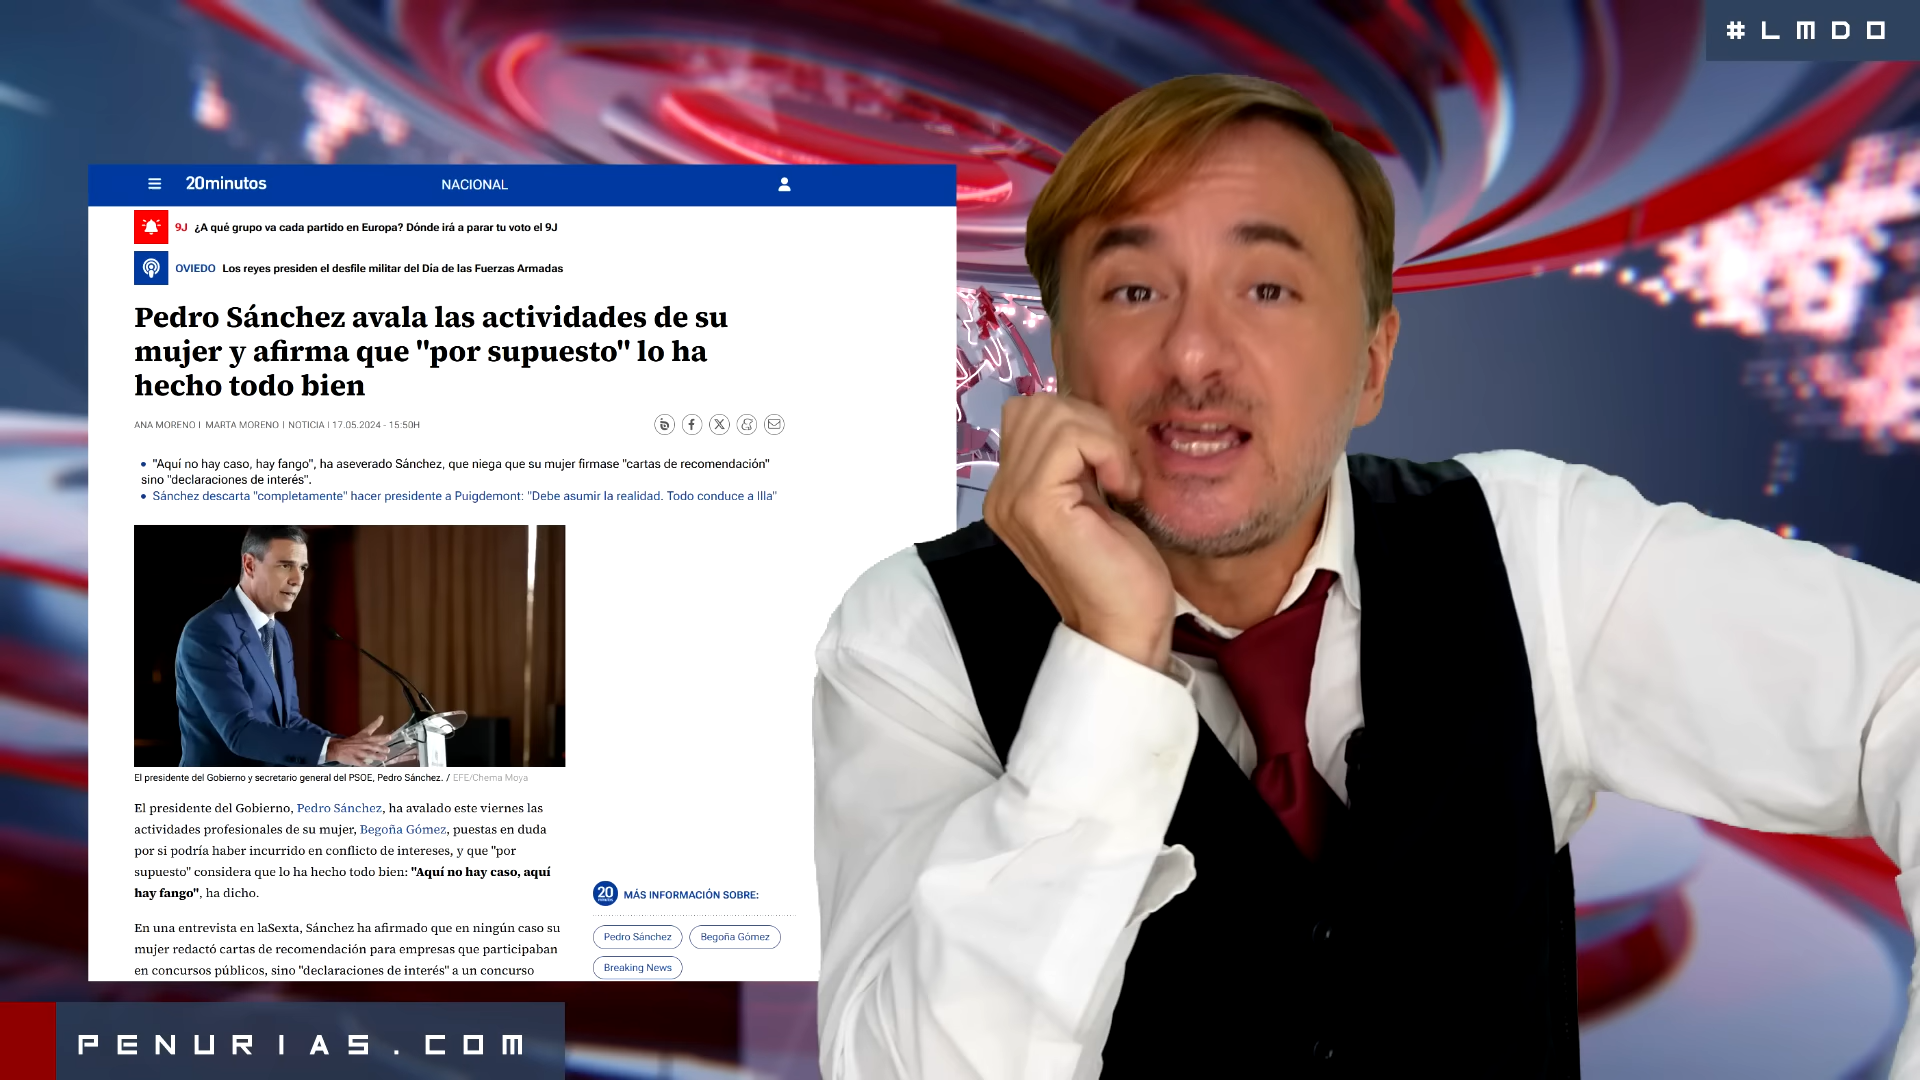 #LMDO
20minutos
NACIONAL
9J ¿A qué grupo va cada partido en Europa? Dónde irá a parar tu voto el 9J
OVIEDO Los reyes presiden el desfile militar del Día de las Fuerzas Armadas
Pedro Sánchez avala las actividades de su
mujer y afirma que "por supuesto" lo ha
hecho todo bien
ANA MORENO | MARTA MORENO | NOTICIA | 17.05.2024 - 15:50H
"Aquí no hay caso, hay fango", ha aseverado Sánchez, que niega que su mujer firmase "cartas de recomendación"
sino "declaraciones de interés".
Sánchez descarta "completamente" hacer presidente a Puigdemont: "Debe asumir la realidad. Todo conduce a Illa"
El presidente del Gobierno y secretario general del PSOE, Pedro Sánchez. / EFE/Chema Moya
El presidente del Gobierno, Pedro Sánchez, ha avalado este viernes las
actividades profesionales de su mujer, Begoña Gómez, puestas en duda
por si podría haber incurrido en conflicto de intereses, y que "por
supuesto" considera que lo ha hecho todo bien: "Aquí no hay caso, aquí
hay fango", ha dicho.
En una entrevista en laSexta, Sánchez ha afirmado que en ningún caso su
mujer redactó cartas de recomendación para empresas que participaban
en concursos públicos, sino "declaraciones de interés" a un concurso
20
MÁS INFORMACIÓN SOBRE:
Pedro Sánchez
Begoña Gómez
Breaking News
PENURIAS.COM